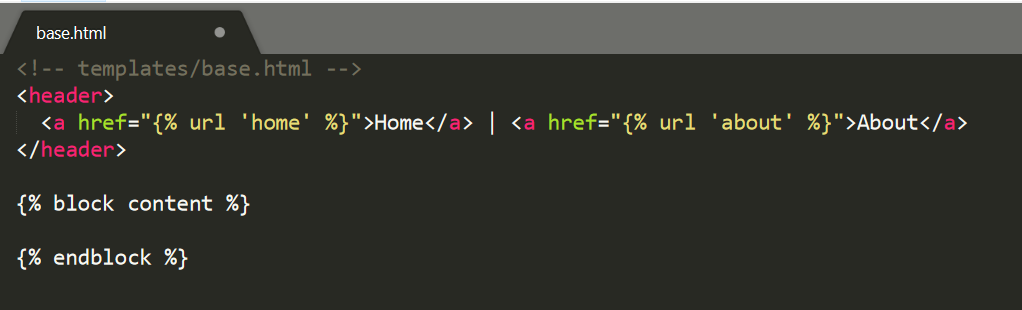 base.html
<!-- templates/base.html -->
<header>
  <a href="{% url 'home' %}">Home</a> | <a href="{% url 'about' %}">About</a>
</header>
{% block content %}
{% endblock %}